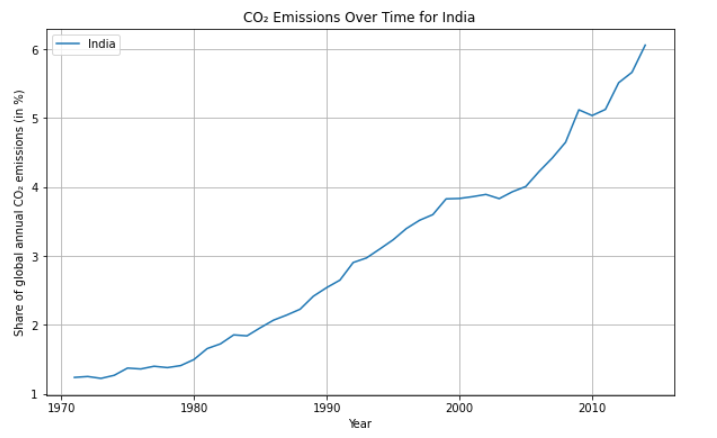 CO₂ Emissions Over Time for India
India
Share of global annual CO₂ emissions (in %)
6
5
4
3
2
1
1970 1980 1990 2000 2010
Year